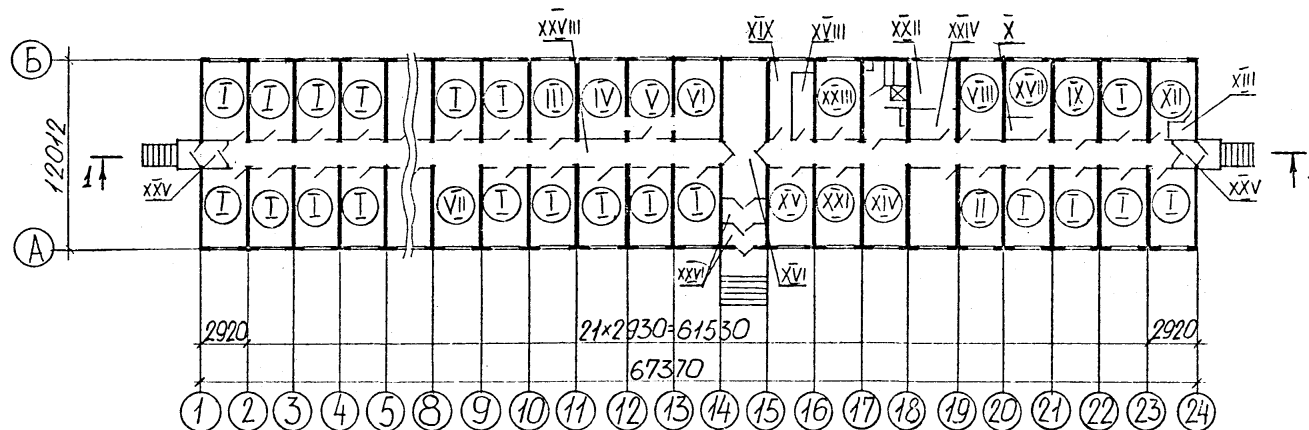 XXVIII XIX XVIII XXII XXIV X
Б
I I I I I I III IV V VI XXIII VIII XVII IX I XII XIII
12012
1 1
XXV XXV
I I I I VII I I I I I XV XXI XIV II I I I I
А
XXVI XVI
2920 21×2930=61530 2920
67370
1 2 3 4 5 8 9 10 11 12 13 14 15 16 17 18 19 20 21 22 23 24